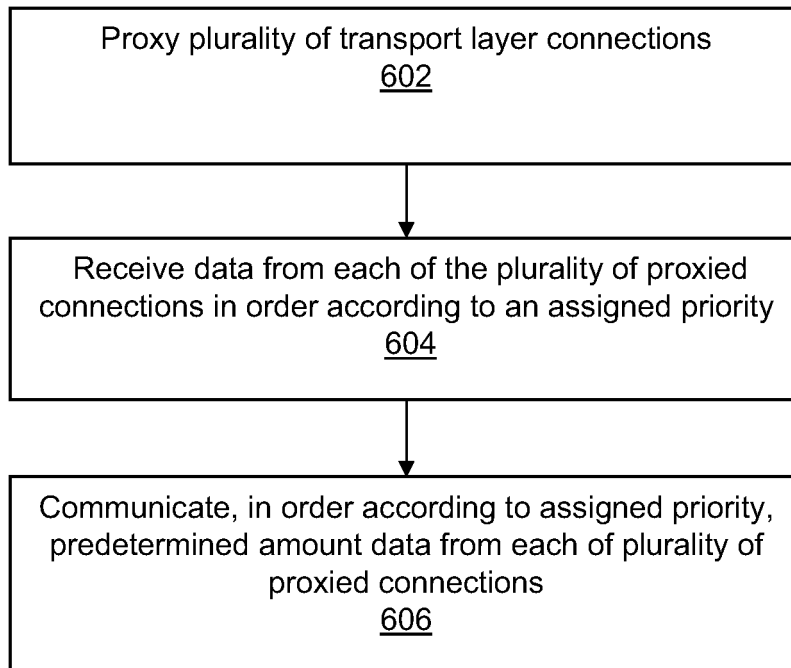 Proxy plurality of transport layer connections
602
Receive data from each of the plurality of proxied
connections in order according to an assigned priority
604
Communicate, in order according to assigned priority,
predetermined amount data from each of plurality of
proxied connections
606